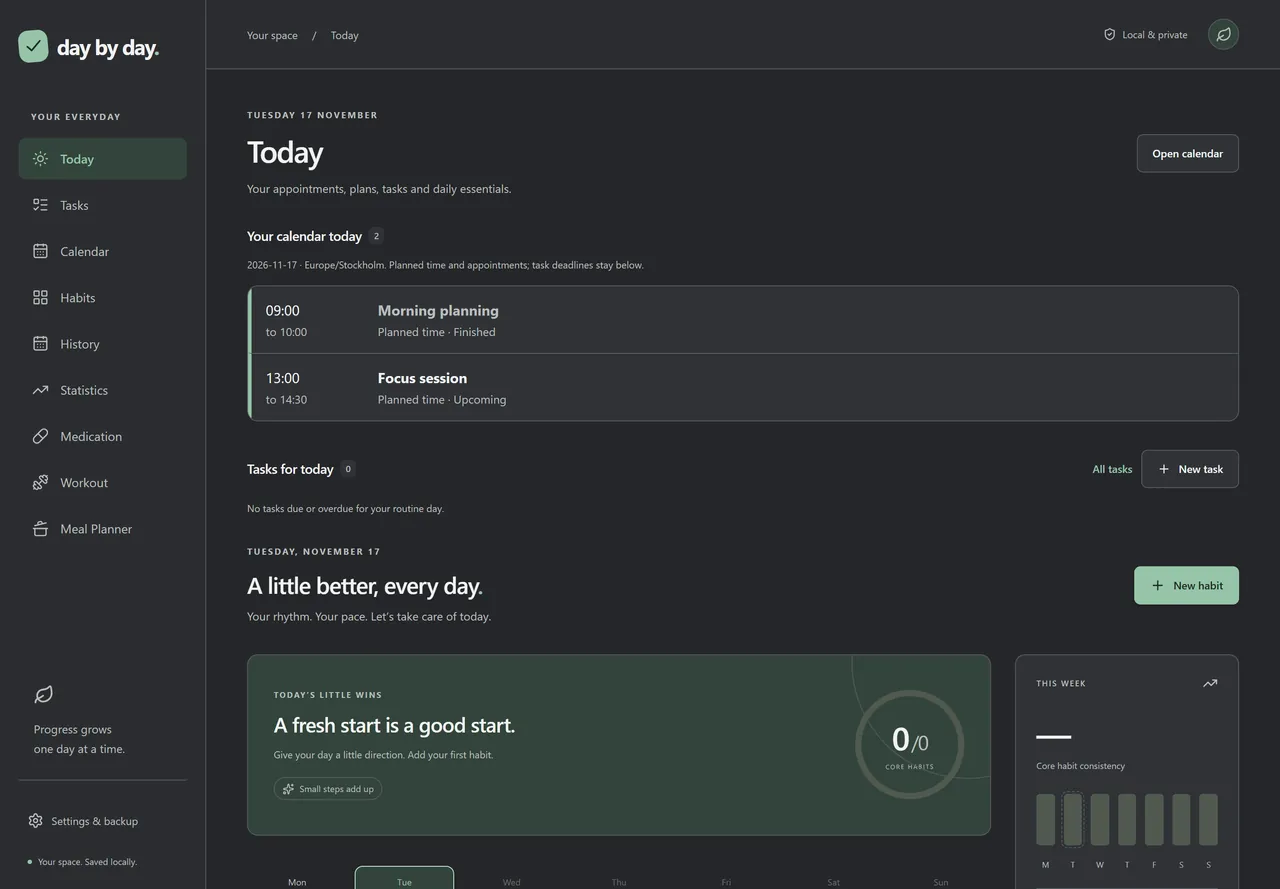 day by day.
YOUR EVERYDAY
Today
Tasks
Calendar
Habits
History
Statistics
Medication
Workout
Meal Planner
Progress grows
one day at a time.
Settings & backup
Your space. Saved locally.
Your space / Today
Local & private
TUESDAY 17 NOVEMBER
Today
Your appointments, plans, tasks and daily essentials.
Open calendar
Your calendar today 2
2026-11-17 · Europe/Stockholm. Planned time and appointments; task deadlines stay below.
09:00 Morning planning
to 10:00 Planned time · Finished
13:00 Focus session
to 14:30 Planned time · Upcoming
Tasks for today 0
All tasks
+ New task
No tasks due or overdue for your routine day.
TUESDAY, NOVEMBER 17
A little better, every day.
Your rhythm. Your pace. Let's take care of today.
+ New habit
TODAY'S LITTLE WINS
A fresh start is a good start.
Give your day a little direction. Add your first habit.
Small steps add up
0/0
CORE HABITS
THIS WEEK
—
Core habit consistency
M T W T F S S
Mon Tue Wed Thu Fri Sat Sun